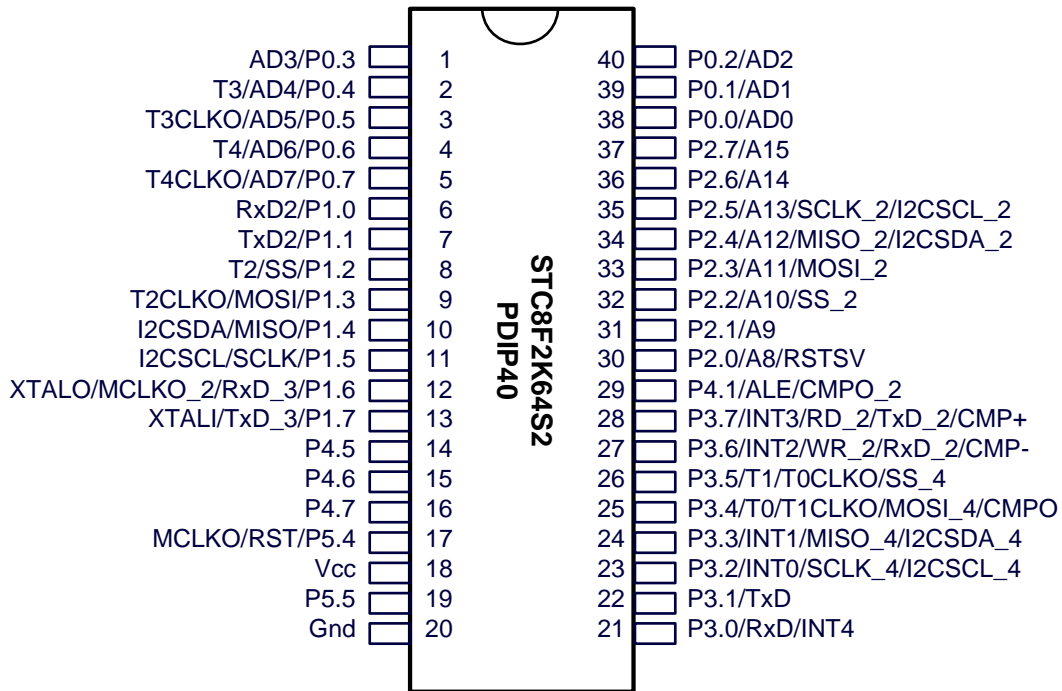 AD3/P0.3 1 40 P0.2/AD2
T3/AD4/P0.4 2 39 P0.1/AD1
T3CLKO/AD5/P0.5 3 38 P0.0/AD0
T4/AD6/P0.6 4 37 P2.7/A15
T4CLKO/AD7/P0.7 5 36 P2.6/A14
RxD2/P1.0 6 35 P2.5/A13/SCLK_2/I2CSCL_2
TxD2/P1.1 7 34 P2.4/A12/MISO_2/I2CSDA_2
T2/SS/P1.2 8 33 P2.3/A11/MOSI_2
T2CLKO/MOSI/P1.3 9 32 P2.2/A10/SS_2
I2CSDA/MISO/P1.4 10 31 P2.1/A9
I2CSCL/SCLK/P1.5 11 30 P2.0/A8/RSTSV
XTALO/MCLKO_2/RxD_3/P1.6 12 29 P4.1/ALE/CMPO_2
XTALI/TxD_3/P1.7 13 28 P3.7/INT3/RD_2/TxD_2/CMP+
P4.5 14 27 P3.6/INT2/WR_2/RxD_2/CMP-
P4.6 15 26 P3.5/T1/T0CLKO/SS_4
P4.7 16 25 P3.4/T0/T1CLKO/MOSI_4/CMPO
MCLKO/RST/P5.4 17 24 P3.3/INT1/MISO_4/I2CSDA_4
Vcc 18 23 P3.2/INT0/SCLK_4/I2CSCL_4
P5.5 19 22 P3.1/TxD
Gnd 20 21 P3.0/RxD/INT4
STC8F2K64S2
PDIP40